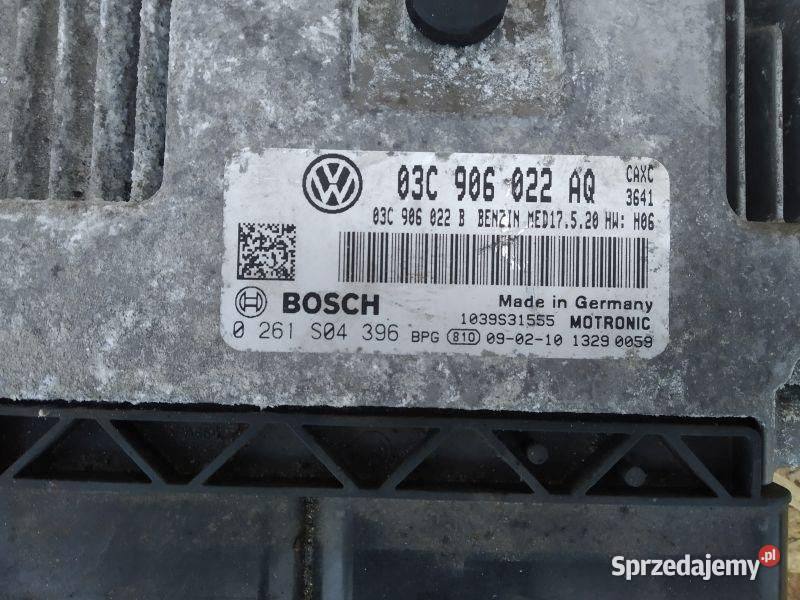 03C 906 022 AQ CAXC
3641
03C 906 022 B BENZIN MED17.5.20 HW: H06
BOSCH Made in Germany
1039S31555 MOTRONIC
0 261 S04 396 BPG 810 09-02-10 1329 0059
Sprzedajemy.pl